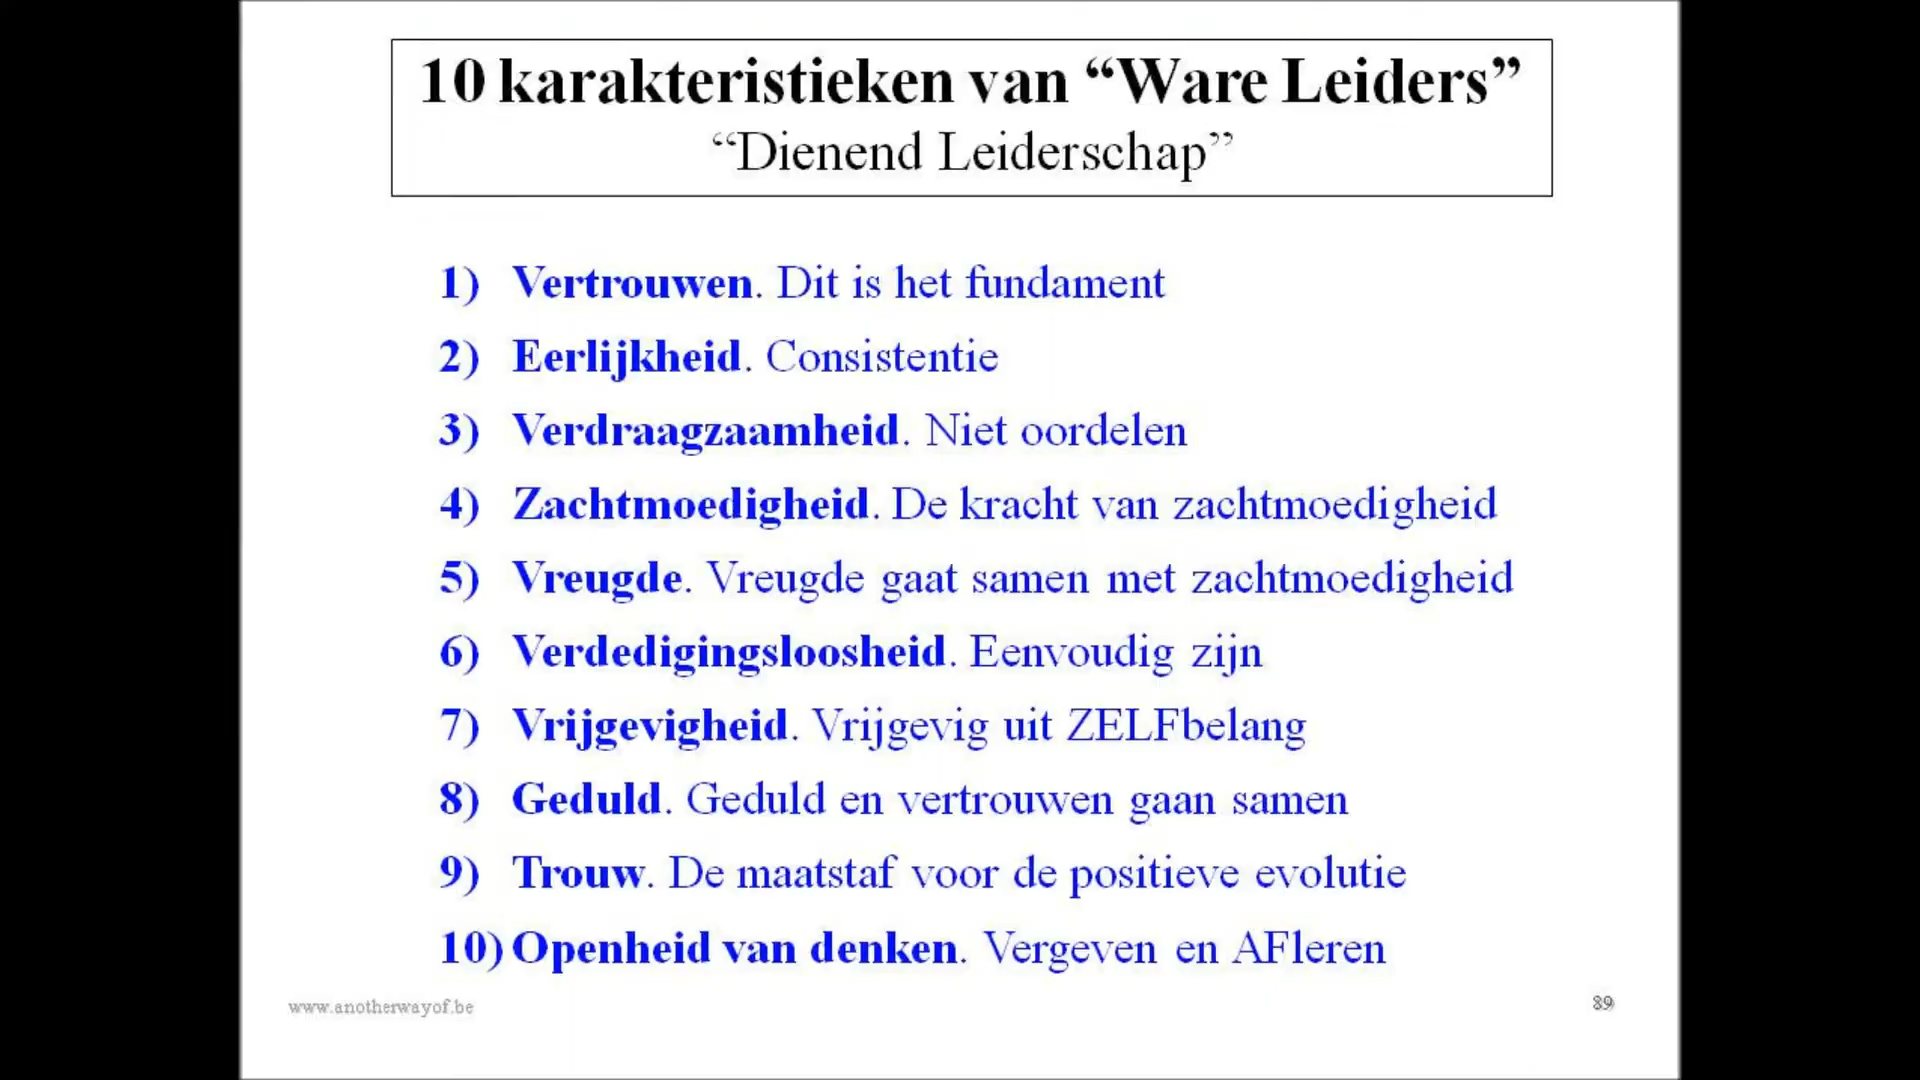 10 karakteristieken van “Ware Leiders”
“Dienend Leiderschap”
1) Vertrouwen. Dit is het fundament
2) Eerlijkheid. Consistentie
3) Verdraagzaamheid. Niet oordelen
4) Zachtmoedigheid. De kracht van zachtmoedigheid
5) Vreugde. Vreugde gaat samen met zachtmoedigheid
6) Verdedigingsloosheid. Eenvoudig zijn
7) Vrijgevigheid. Vrijgevig uit ZELFbelang
8) Geduld. Geduld en vertrouwen gaan samen
9) Trouw. De maatstaf voor de positieve evolutie
10) Openheid van denken. Vergeven en AFleren
www.anotherwayof.be
89